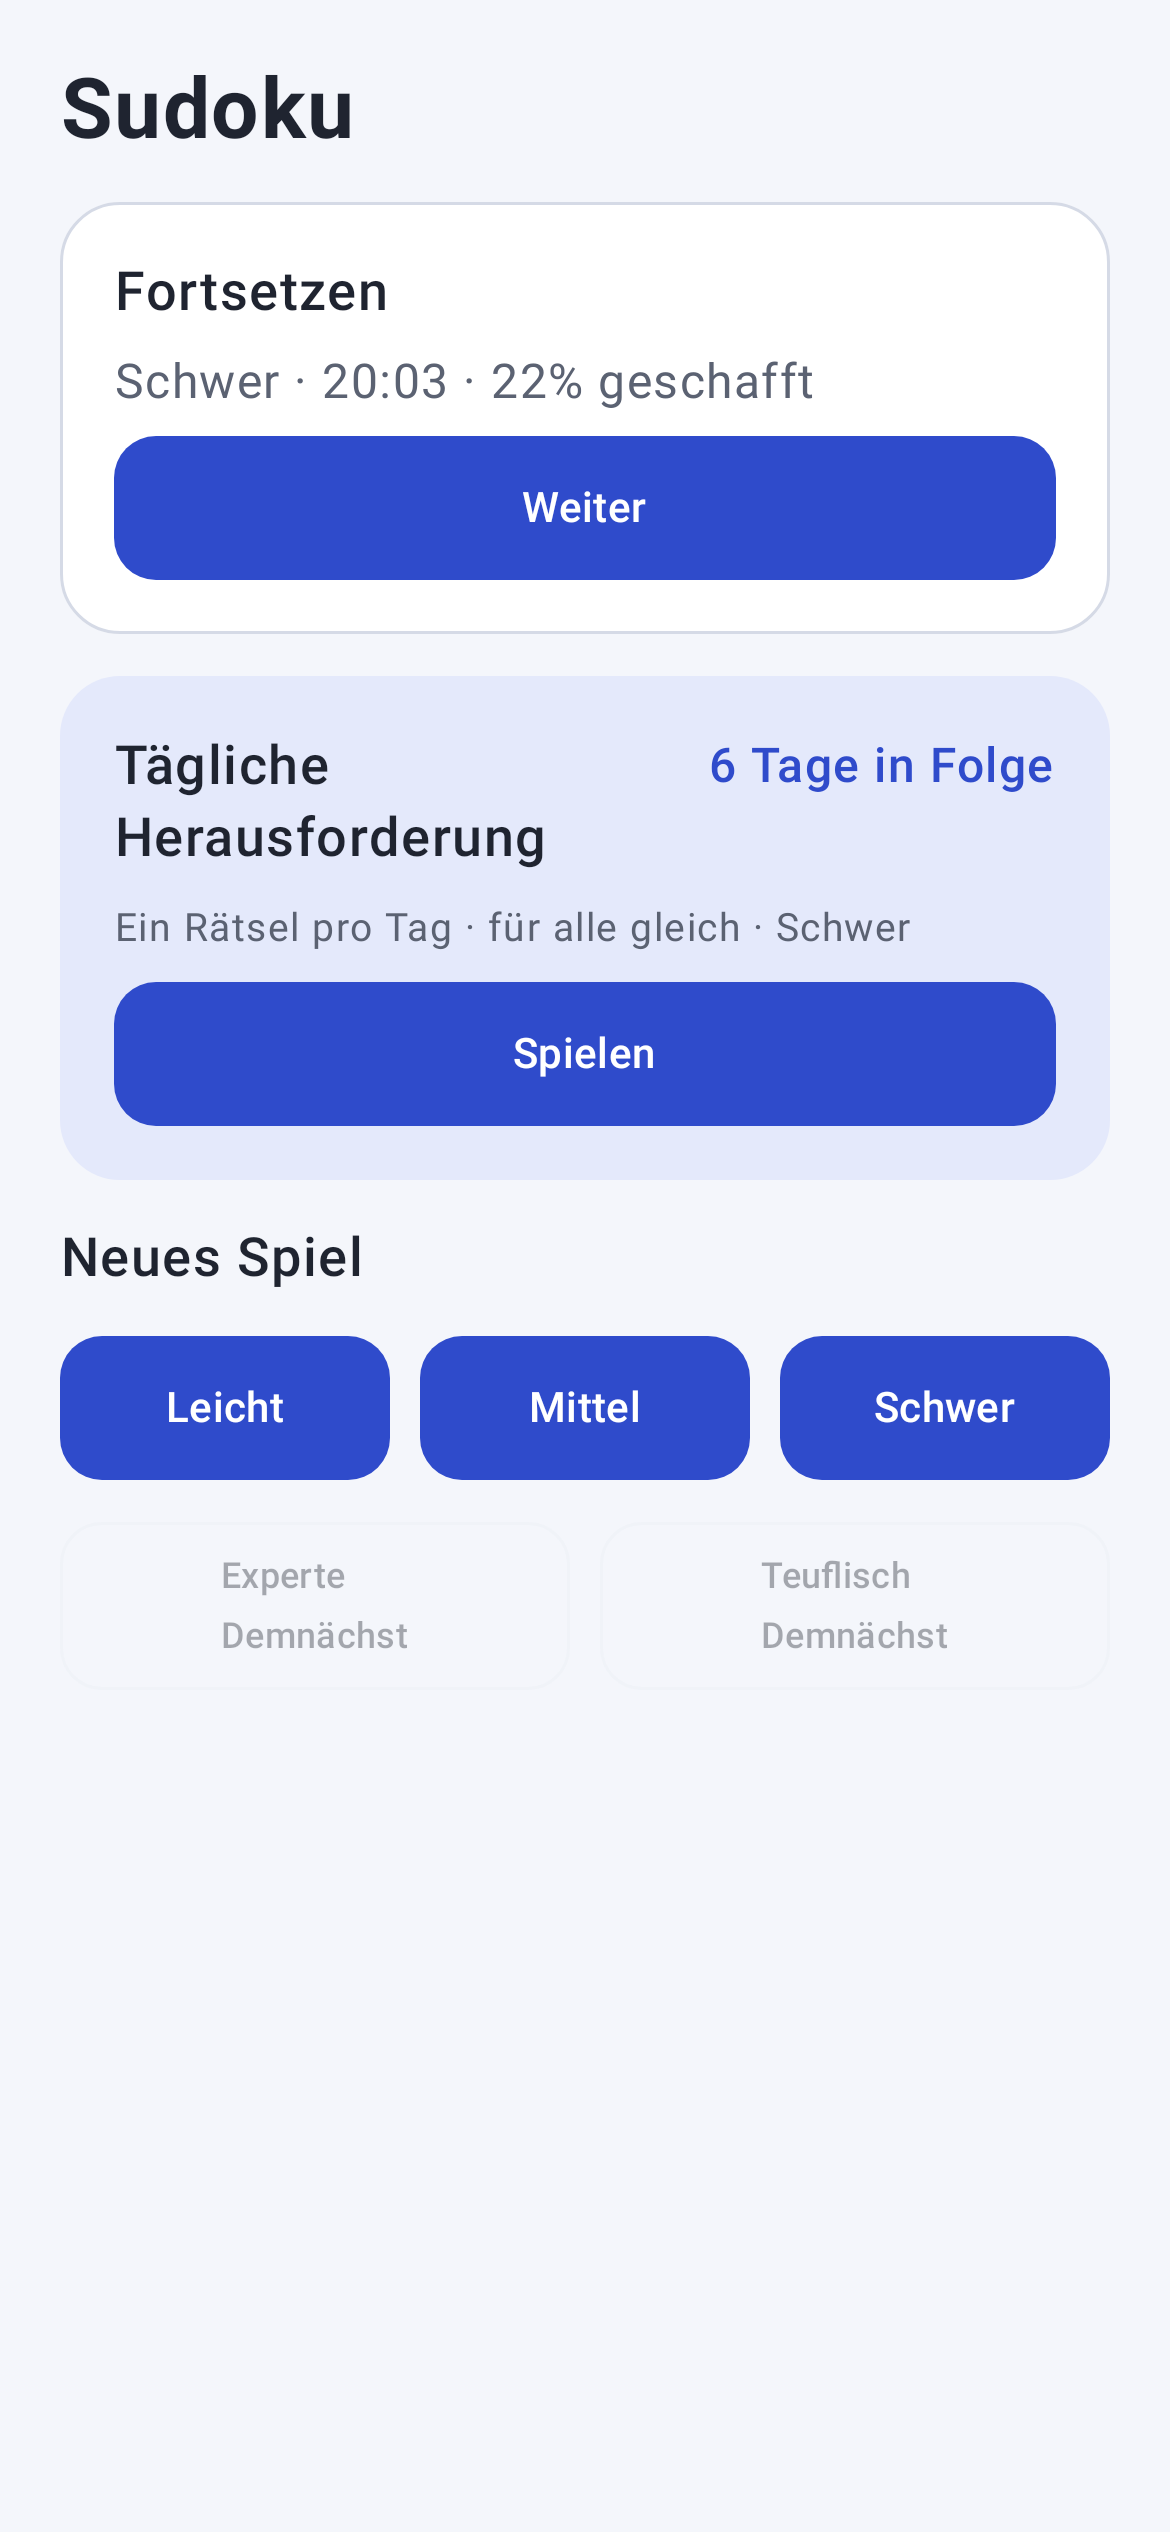 Sudoku
Fortsetzen
Schwer · 20:03 · 22% geschafft
Weiter
Tägliche
Herausforderung
6 Tage in Folge
Ein Rätsel pro Tag · für alle gleich · Schwer
Spielen
Neues Spiel
Leicht
Mittel
Schwer
Experte
Demnächst
Teuflisch
Demnächst